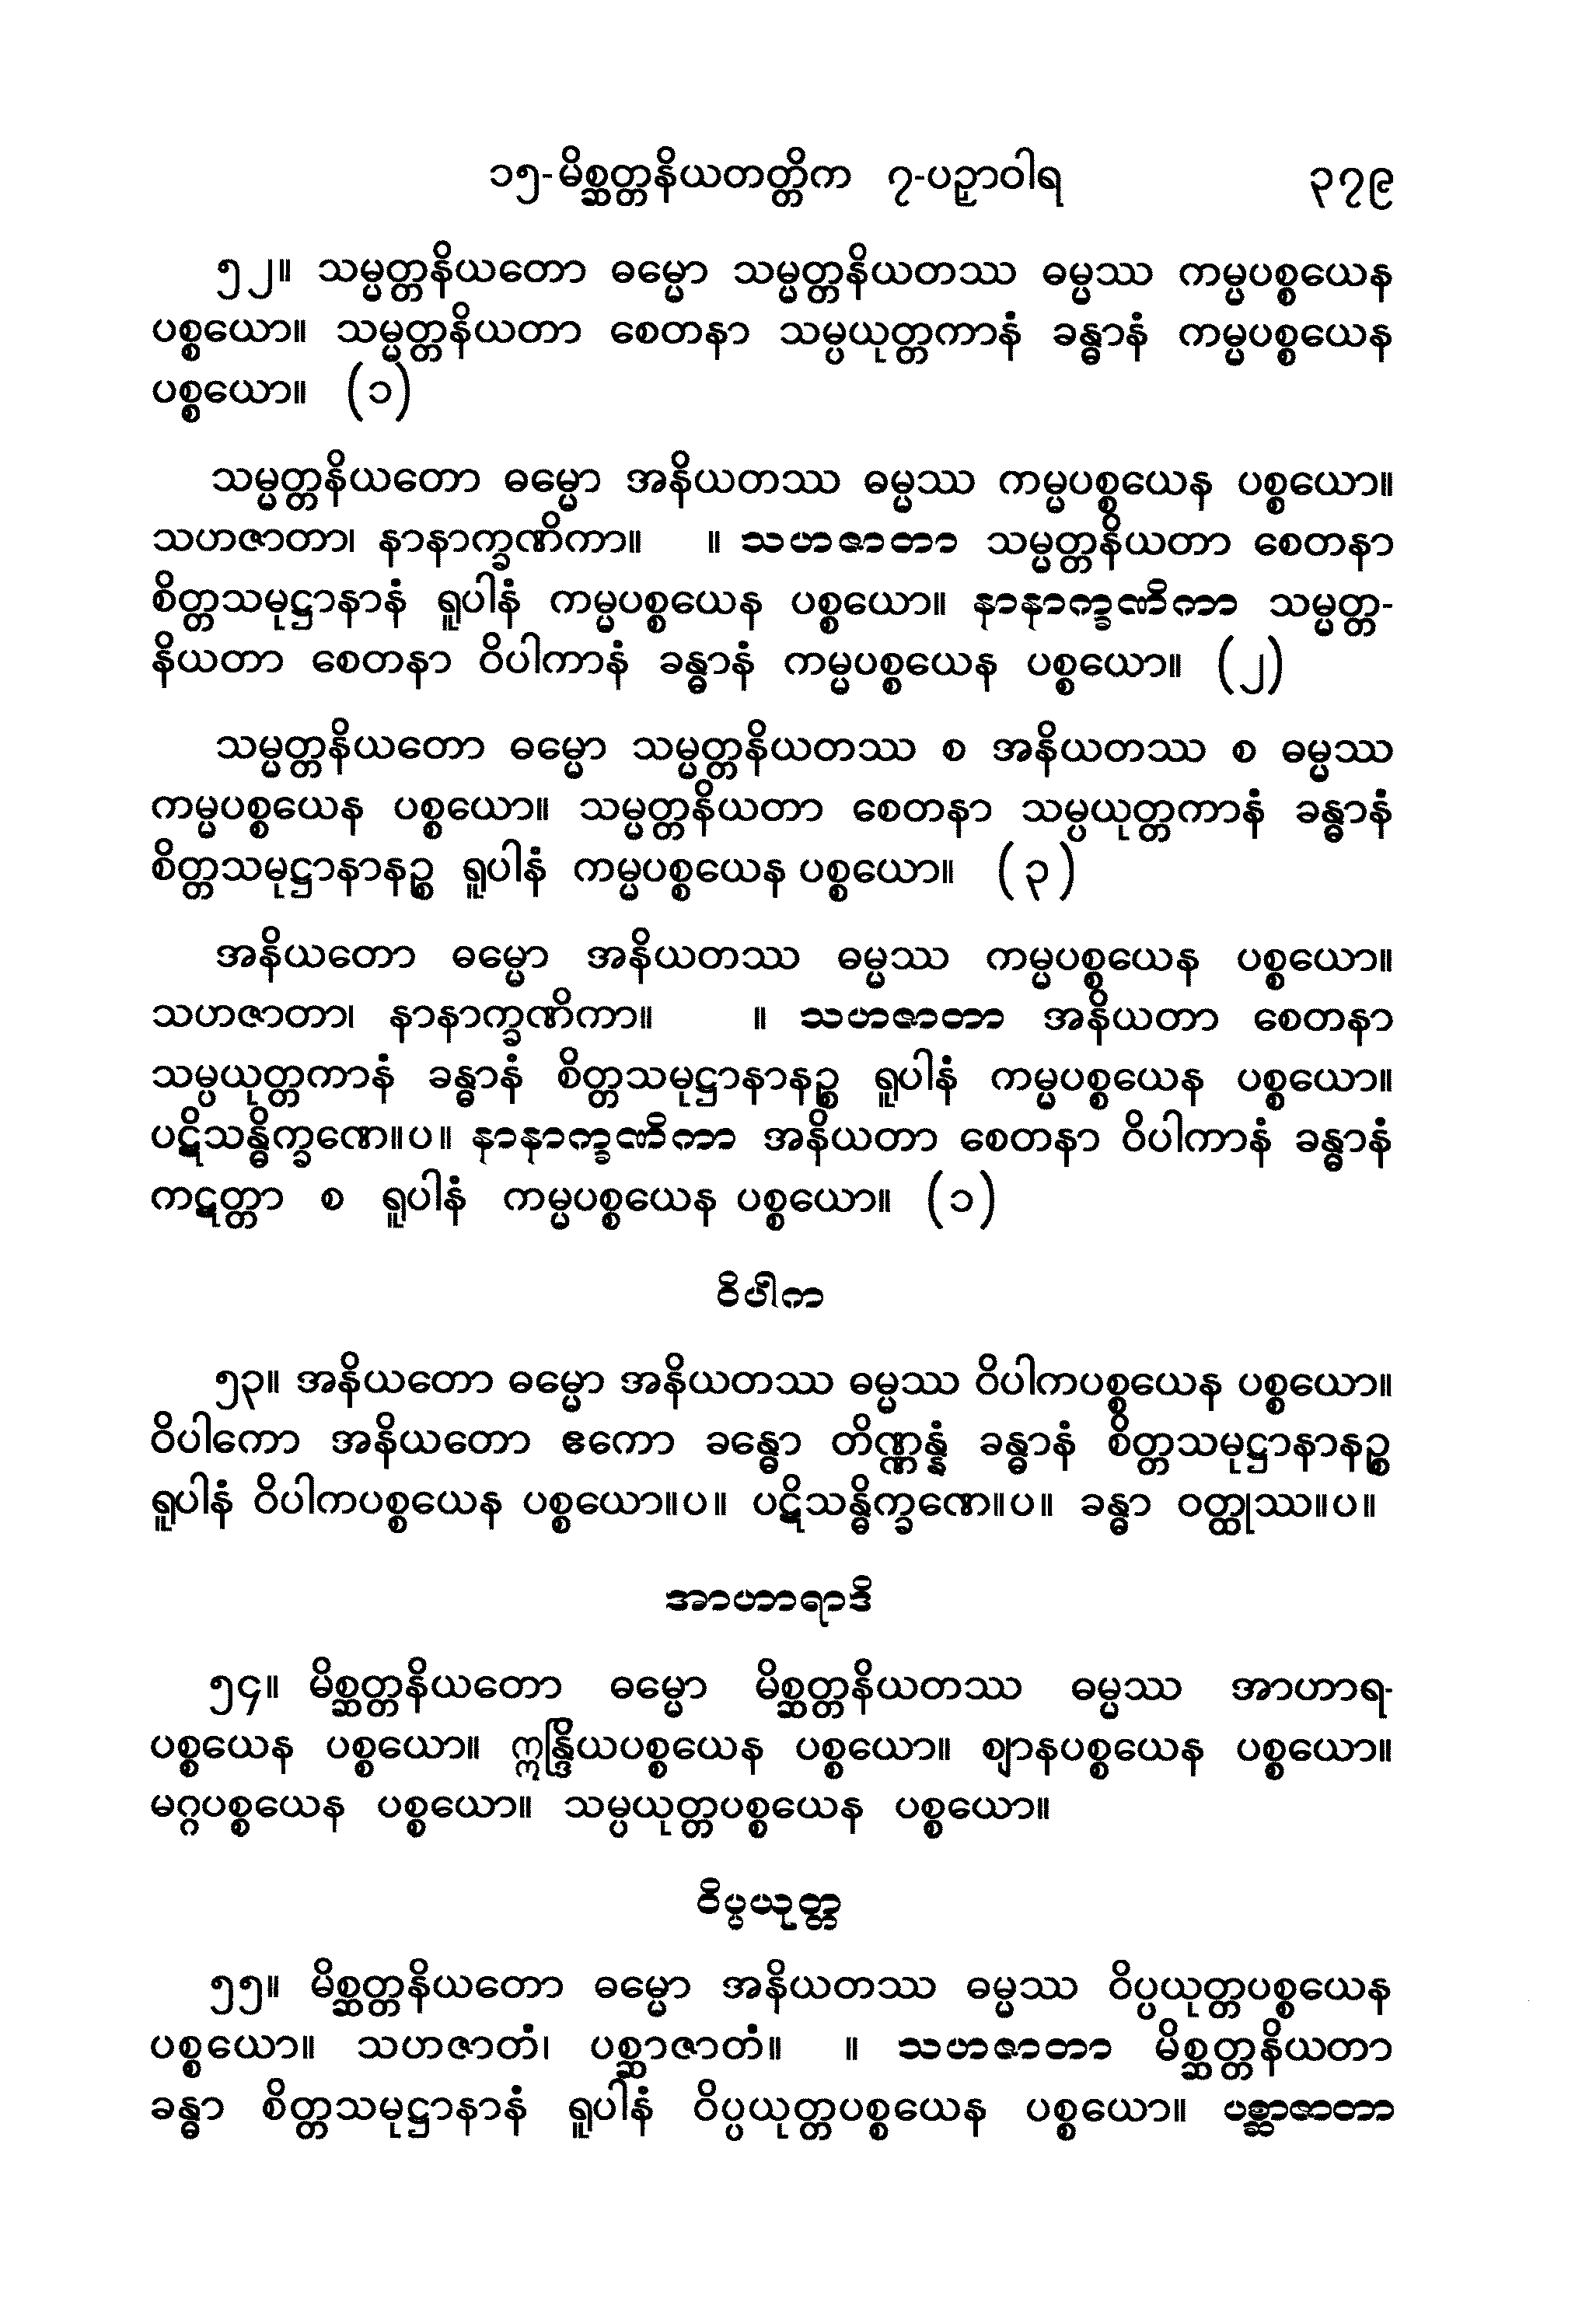 ၁၅-မိစ္ဆတ္တနိယတတ္တိက ၇-ပဉှာဝါရ ၃၇၉
၅၂။ သမ္မတ္တနိယတော ဓမ္မော သမ္မတ္တနိယတဿ ဓမ္မဿ ကမ္မပစ္စယေန
ပစ္စယော။ သမ္မတ္တနိယတာ စေတနာ သမ္ပယုတ္တကာနံ ခန္ဓာနံ ကမ္မပစ္စယေန
ပစ္စယော။ (၁)
သမ္မတ္တနိယတော ဓမ္မော အနိယတဿ ဓမ္မဿ ကမ္မပစ္စယေန ပစ္စယော။
သဟဇာတာ၊ နာနာက္ခဏိကာ။ ။ သဟဇာတာ သမ္မတ္တနိယတာ စေတနာ
စိတ္တသမုဋ္ဌာနာနံ ရူပါနံ ကမ္မပစ္စယေန ပစ္စယော။ နာနာက္ခဏိကာ သမ္မတ္တ-
နိယတာ စေတနာ ဝိပါကာနံ ခန္ဓာနံ ကမ္မပစ္စယေန ပစ္စယော။ (၂)
သမ္မတ္တနိယတော ဓမ္မော သမ္မတ္တနိယတဿ စ အနိယတဿ စ ဓမ္မဿ
ကမ္မပစ္စယေန ပစ္စယော။ သမ္မတ္တနိယတာ စေတနာ သမ္ပယုတ္တကာနံ ခန္ဓာနံ
စိတ္တသမုဋ္ဌာနာနဉ္စ ရူပါနံ ကမ္မပစ္စယေန ပစ္စယော။ (၃)
အနိယတော ဓမ္မော အနိယတဿ ဓမ္မဿ ကမ္မပစ္စယေန ပစ္စယော။
သဟဇာတာ၊ နာနာက္ခဏိကာ။ ။ သဟဇာတာ အနိယတာ စေတနာ
သမ္ပယုတ္တကာနံ ခန္ဓာနံ စိတ္တသမုဋ္ဌာနာနဉ္စ ရူပါနံ ကမ္မပစ္စယေန ပစ္စယော။
ပဋိသန္ဓိက္ခဏေ။ပ။ နာနာက္ခဏိကာ အနိယတာ စေတနာ ဝိပါကာနံ ခန္ဓာနံ
ကဋတ္တာ စ ရူပါနံ ကမ္မပစ္စယေန ပစ္စယော။ (၁)
ဝိပါက
၅၃။ အနိယတော ဓမ္မော အနိယတဿ ဓမ္မဿ ဝိပါကပစ္စယေန ပစ္စယော။
ဝိပါကော အနိယတော ဧကော ခန္ဓော တိဏ္ဏန္နံ ခန္ဓာနံ စိတ္တသမုဋ္ဌာနာနဉ္စ
ရူပါနံ ဝိပါကပစ္စယေန ပစ္စယော။ပ။ ပဋိသန္ဓိက္ခဏေ။ပ။ ခန္ဓာ ဝတ္ထုဿ။ပ။
အာဟာရာဒိ
၅၄။ မိစ္ဆတ္တနိယတော ဓမ္မော မိစ္ဆတ္တနိယတဿ ဓမ္မဿ အာဟာရ-
ပစ္စယေန ပစ္စယော။ ဣန္ဒြိယပစ္စယေန ပစ္စယော။ ဈာနပစ္စယေန ပစ္စယော။
မဂ္ဂပစ္စယေန ပစ္စယော။ သမ္ပယုတ္တပစ္စယေန ပစ္စယော။
ဝိပ္ပယုတ္တ
၅၅။ မိစ္ဆတ္တနိယတော ဓမ္မော အနိယတဿ ဓမ္မဿ ဝိပ္ပယုတ္တပစ္စယေန
ပစ္စယော။ သဟဇာတံ၊ ပစ္ဆာဇာတံ။ ။ သဟဇာတာ မိစ္ဆတ္တနိယတာ
ခန္ဓာ စိတ္တသမုဋ္ဌာနာနံ ရူပါနံ ဝိပ္ပယုတ္တပစ္စယေန ပစ္စယော။ ပစ္ဆာဇာတာ